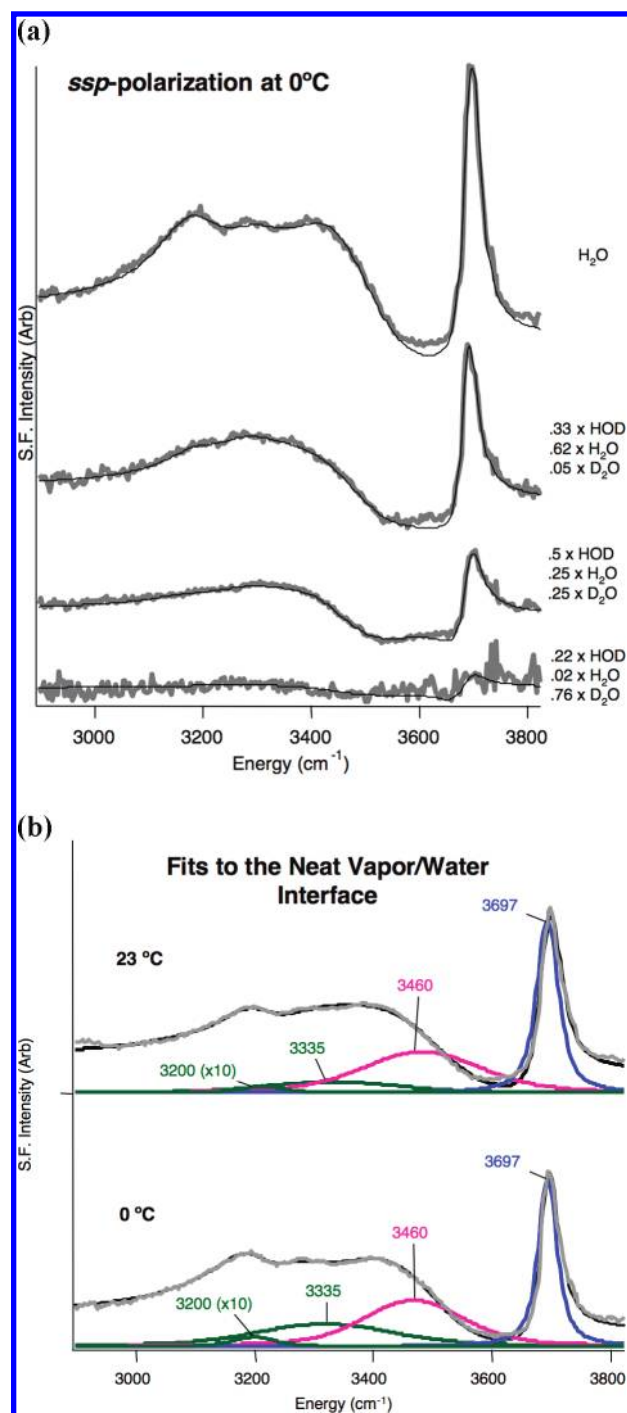 (a)
ssp-polarization at 0°C
S.F. Intensity (Arb)
H₂O
.33 x HOD
.62 x H₂O
.05 x D₂O
.5 x HOD
.25 x H₂O
.25 x D₂O
.22 x HOD
.02 x H₂O
.76 x D₂O
3000 3200 3400 3600 3800
Energy (cm⁻¹)
(b)
Fits to the Neat Vapor/Water
Interface
S.F. Intensity (Arb)
23 °C
3697
3460
3335
3200 (x10)
0 °C
3697
3460
3335
3200 (x10)
3000 3200 3400 3600 3800
Energy (cm⁻¹)